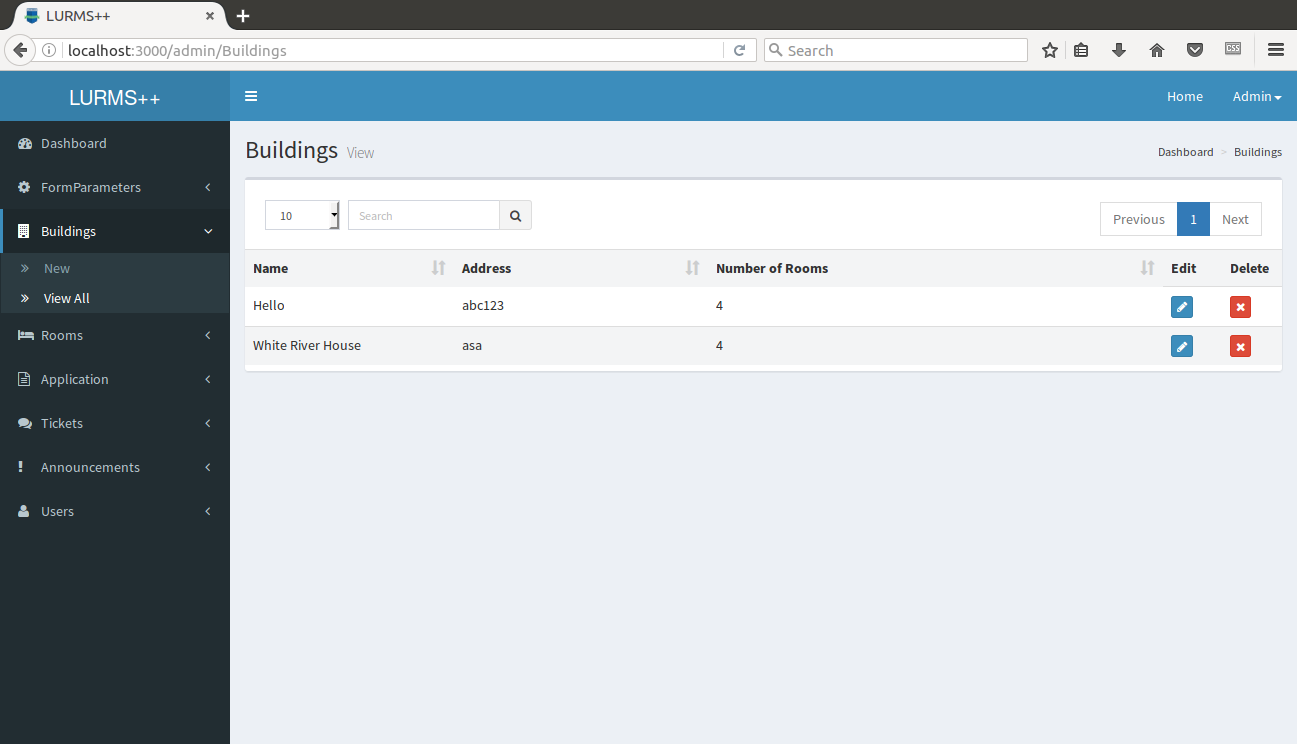 LURMS++
localhost:3000/admin/Buildings
Search
CSS
LURMS++
Home
Admin
Dashboard
FormParameters
Buildings
New
View All
Rooms
Application
Tickets
Announcements
Users
Buildings View
Dashboard > Buildings
10
Search
Previous 1 Next
Name Address Number of Rooms Edit Delete
Hello abc123 4
White River House asa 4